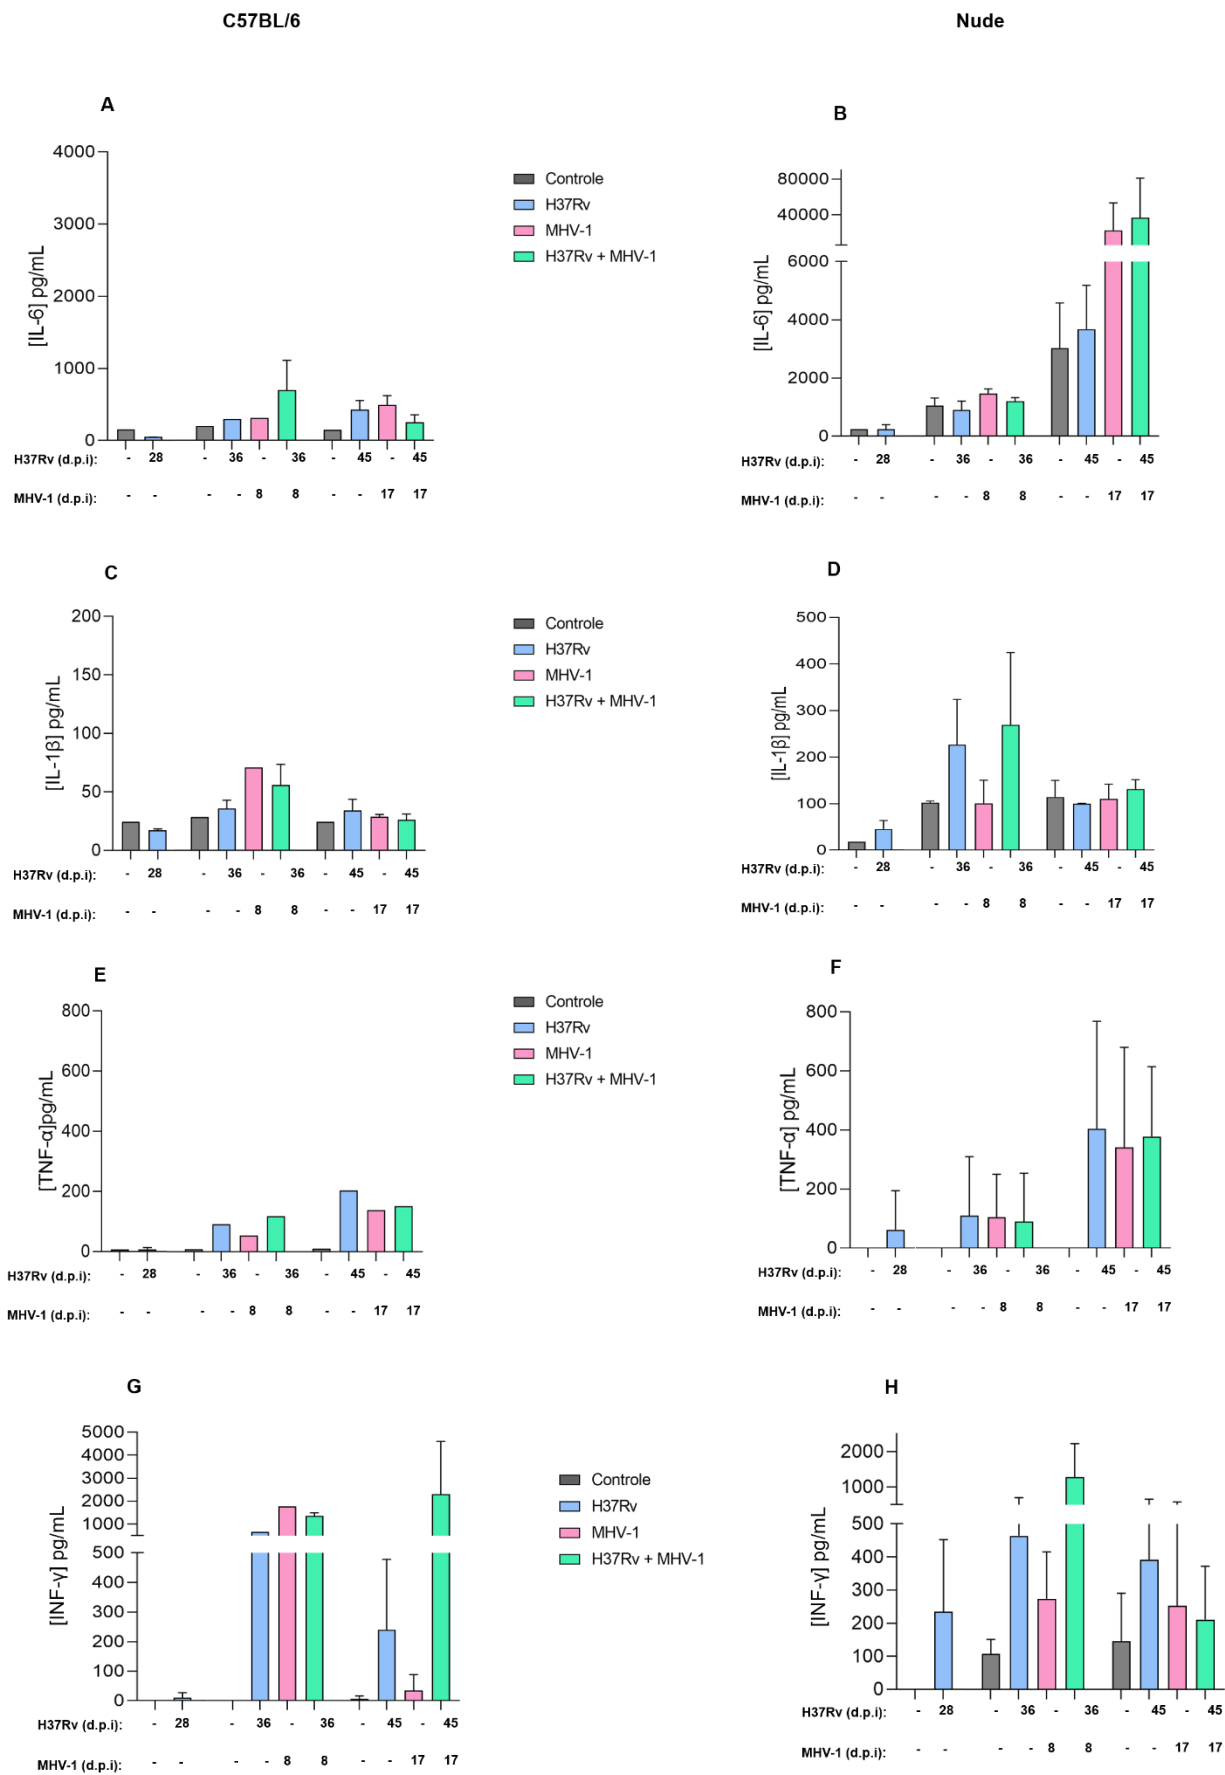 C57BL/6 Nude
A
4000
3000
2000
1000
0
[IL-6] pg/mL
H37Rv (d.p.i): - 28 - 36 - 36 - 45 - 45
MHV-1 (d.p.i): - - - - 8 8 - - 17 17
Controle
H37Rv
MHV-1
H37Rv + MHV-1
B
80000
40000
6000
4000
2000
0
[IL-6] pg/mL
H37Rv (d.p.i): - 28 - 36 - 36 - 45 - 45
MHV-1 (d.p.i): - - - - 8 8 - - 17 17
C
200
150
100
50
0
[IL-1β] pg/mL
H37Rv (d.p.i): - 28 - 36 - 36 - 45 - 45
MHV-1 (d.p.i): - - - - 8 8 - - 17 17
Controle
H37Rv
MHV-1
H37Rv + MHV-1
D
500
400
300
200
100
0
[IL-1β] pg/mL
H37Rv (d.p.i): - 28 - 36 - 36 - 45 - 45
MHV-1 (d.p.i): - - - - 8 8 - - 17 17
E
800
600
400
200
0
[TNF-α]pg/mL
H37Rv (d.p.i): - 28 - 36 - 36 - 45 - 45
MHV-1 (d.p.i): - - - - 8 8 - - 17 17
Controle
H37Rv
MHV-1
H37Rv + MHV-1
F
800
600
400
200
0
[TNF-α] pg/mL
H37Rv (d.p.i): - 28 - 36 - 36 - 45 - 45
MHV-1 (d.p.i): - - - - 8 8 - - 17 17
G
5000
4000
3000
2000
1000
500
400
300
200
100
0
[INF-γ] pg/mL
H37Rv (d.p.i): - 28 - 36 - 36 - 45 - 45
MHV-1 (d.p.i): - - - - 8 8 - - 17 17
Controle
H37Rv
MHV-1
H37Rv + MHV-1
H
2000
1000
500
400
300
200
100
0
[INF-γ] pg/mL
H37Rv (d.p.i): - 28 - 36 - 36 - 45 - 45
MHV-1 (d.p.i): - - - - 8 8 - - 17 17